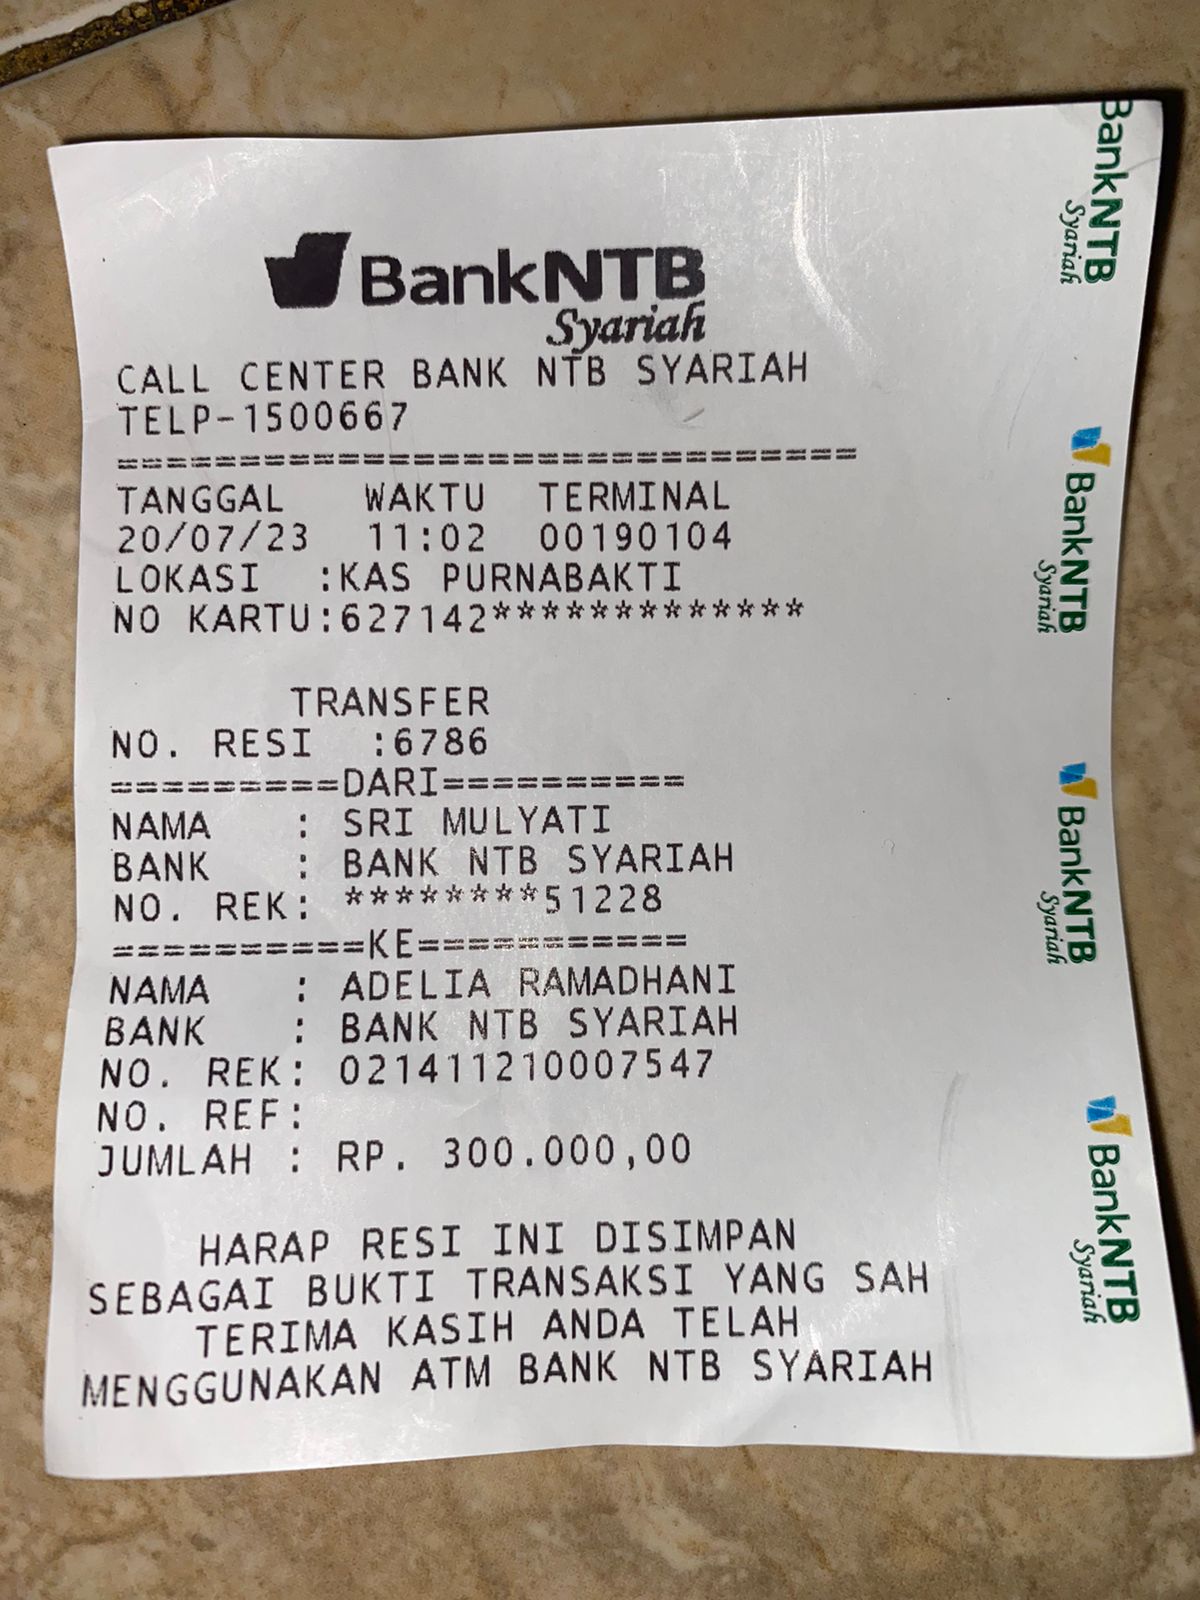 BankNTB
Syariah
CALL CENTER BANK NTB SYARIAH
TELP-1500667
==============================
TANGGAL WAKTU TERMINAL
20/07/23 11:02 00190104
LOKASI :KAS PURNABAKTI
NO KARTU:627142*************
TRANSFER
NO. RESI :6786
=========DARI==========
NAMA : SRI MULYATI
BANK : BANK NTB SYARIAH
NO. REK: ********51228
==========KE===========
NAMA : ADELIA RAMADHANI
BANK : BANK NTB SYARIAH
NO. REK: 021411210007547
NO. REF:
JUMLAH : RP. 300.000,00
HARAP RESI INI DISIMPAN
SEBAGAI BUKTI TRANSAKSI YANG SAH
TERIMA KASIH ANDA TELAH
MENGGUNAKAN ATM BANK NTB SYARIAH
BankNTB
Syariah
BankNTB
Syariah
BankNTB
Syariah
BankNTB
Syariah